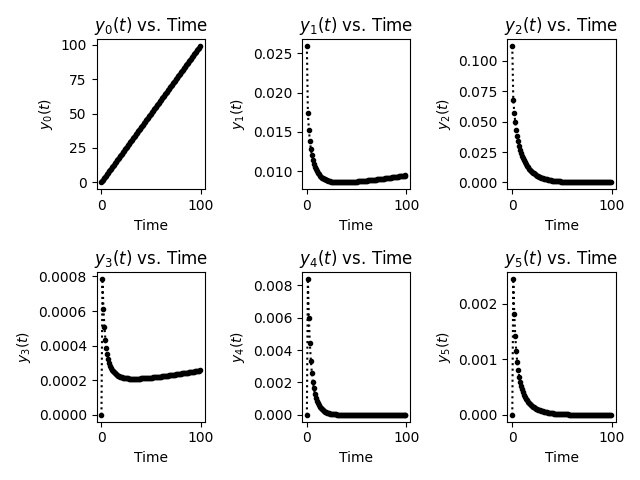 y₀(t) vs. Time
y₁(t) vs. Time
y₂(t) vs. Time
100
75
50
25
0
y₀(t)
0 100
Time
0.025
0.020
0.015
0.010
y₁(t)
0 100
Time
0.100
0.075
0.050
0.025
0.000
y₂(t)
0 100
Time
y₃(t) vs. Time
y₄(t) vs. Time
y₅(t) vs. Time
0.0008
0.0006
0.0004
0.0002
0.0000
y₃(t)
0 100
Time
0.008
0.006
0.004
0.002
0.000
y₄(t)
0 100
Time
0.002
0.001
0.000
y₅(t)
0 100
Time